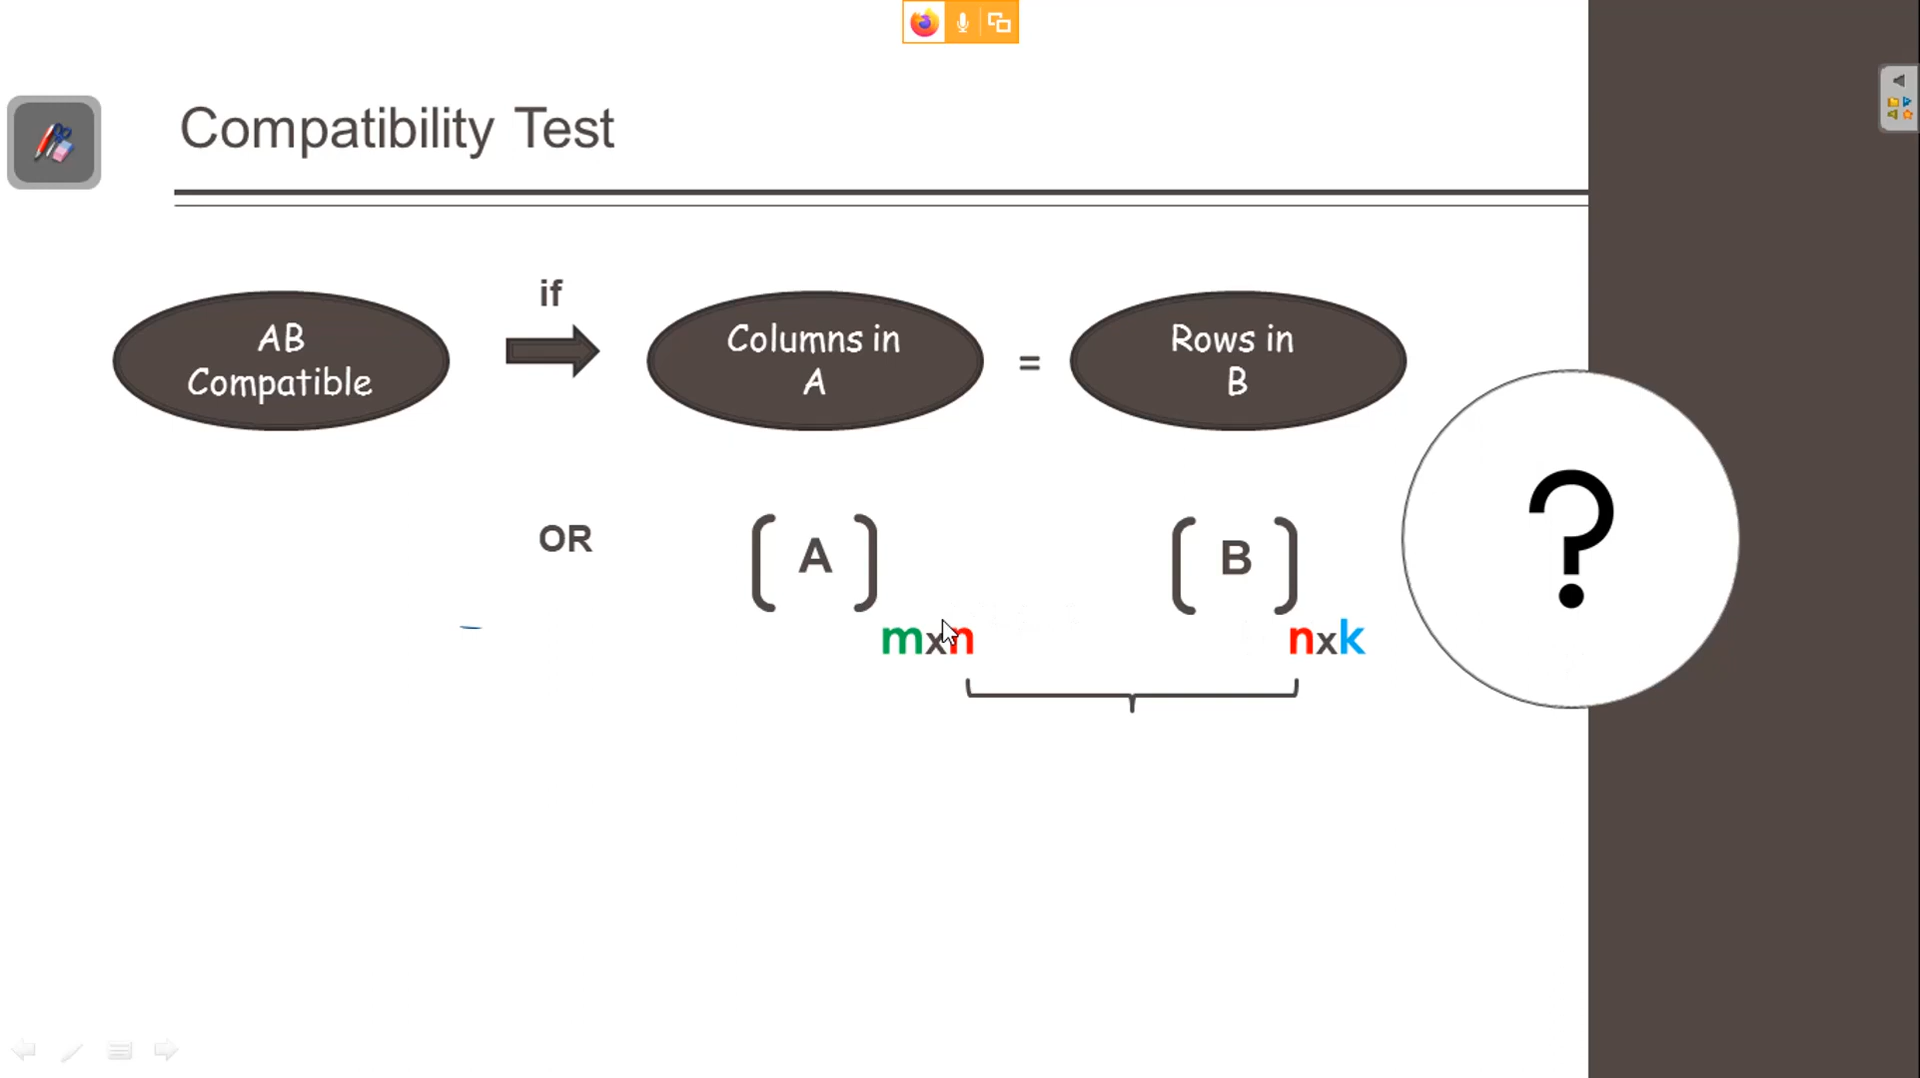 Compatibility Test
if
AB
Compatible
Columns in
A
=
Rows in
B
OR
A
B
?
mxn
nxk